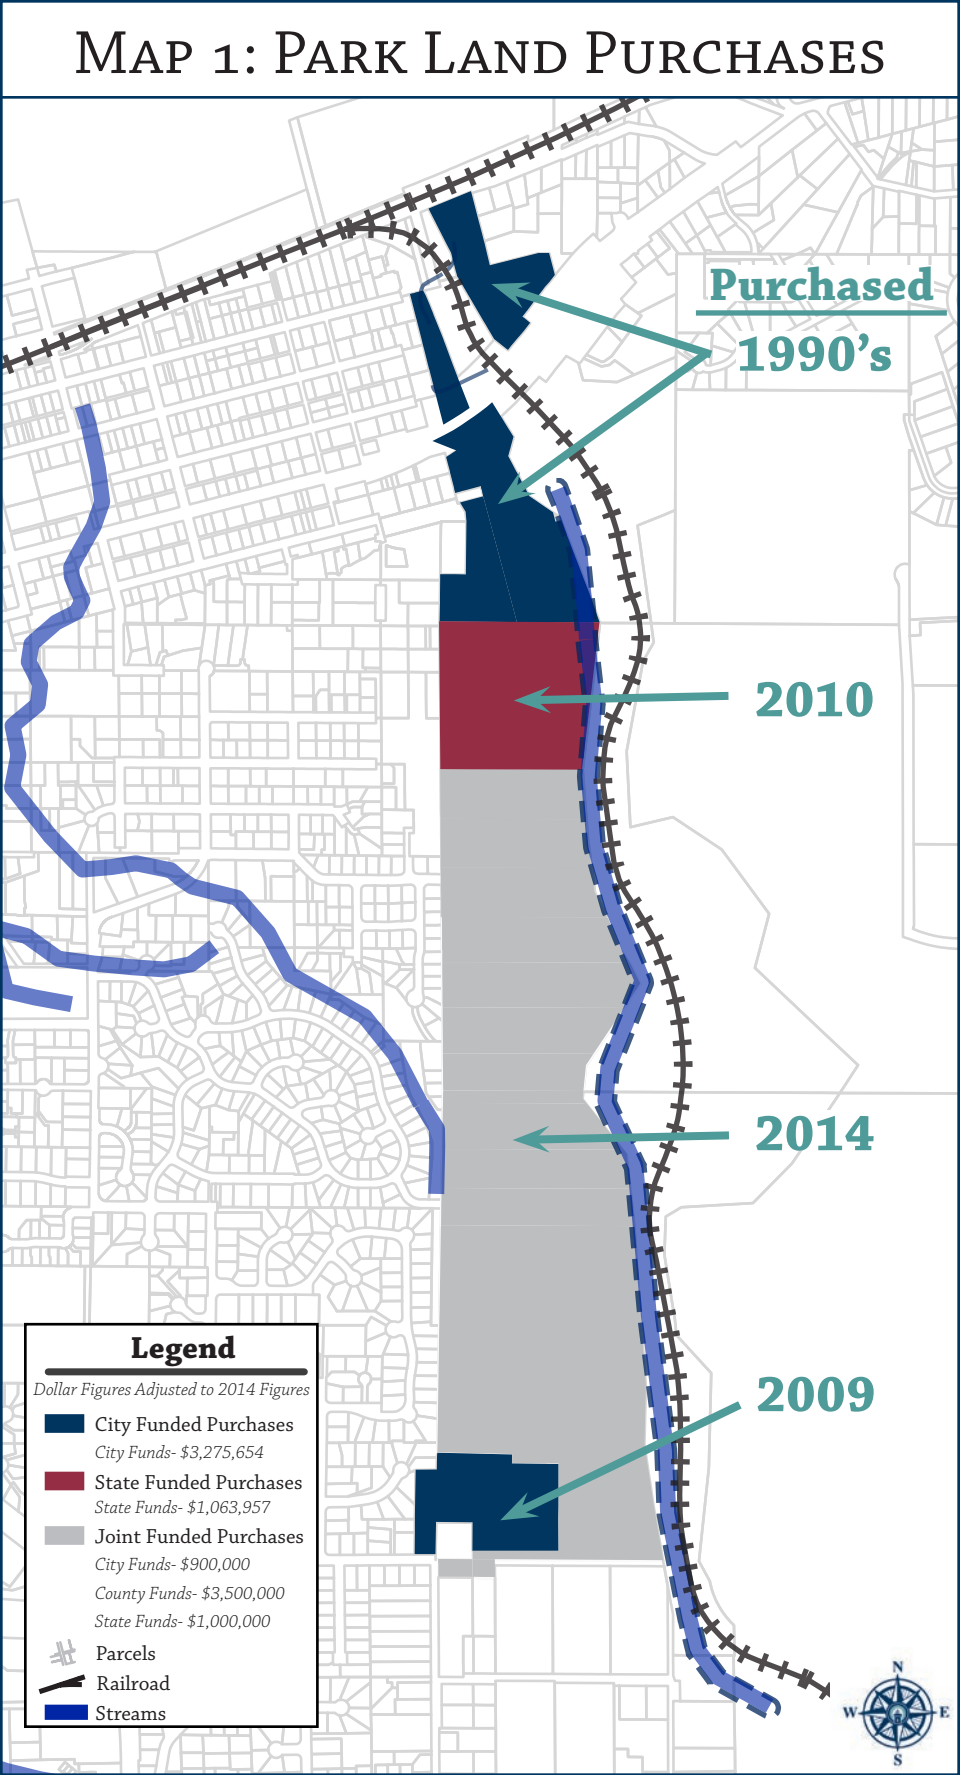 Map 1: Park Land Purchases
Purchased
1990's
2010
2014
2009
Legend
Dollar Figures Adjusted to 2014 Figures
City Funded Purchases
City Funds- $3,275,654
State Funded Purchases
State Funds- $1,063,957
Joint Funded Purchases
City Funds- $900,000
County Funds- $3,500,000
State Funds- $1,000,000
Parcels
Railroad
Streams
N
W E
S